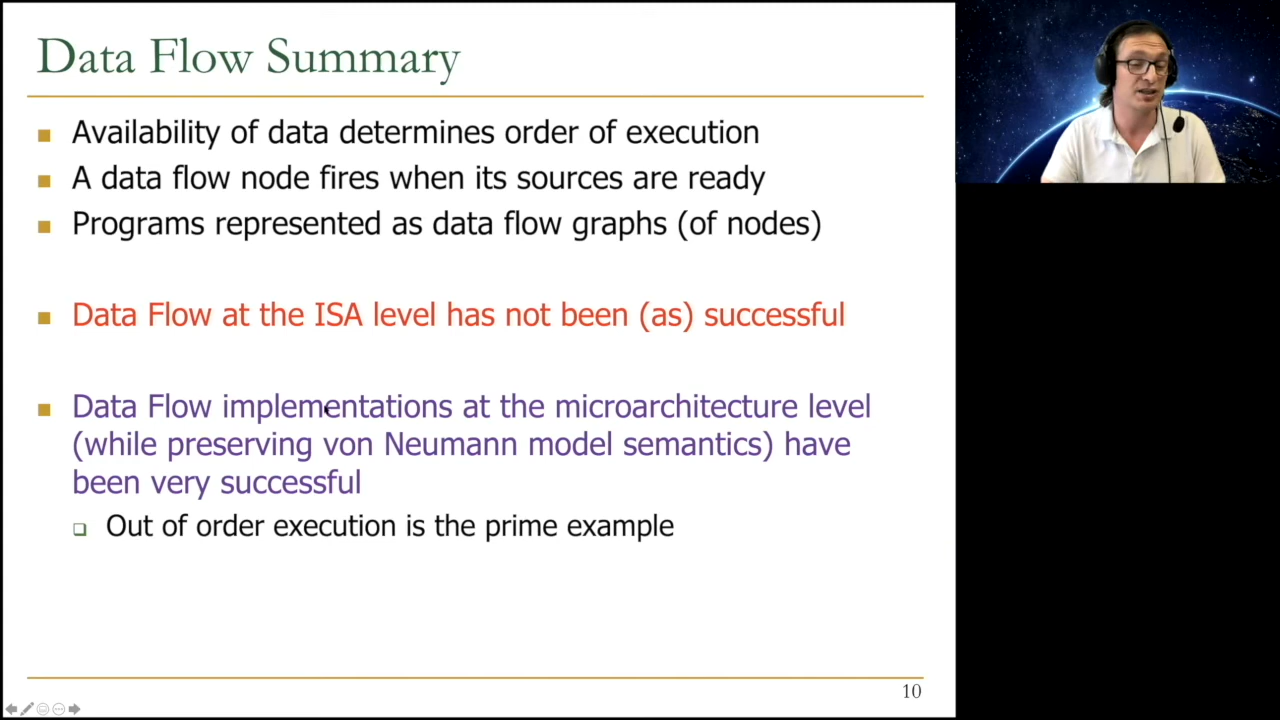 Data Flow Summary
Availability of data determines order of execution
A data flow node fires when its sources are ready
Programs represented as data flow graphs (of nodes)
Data Flow at the ISA level has not been (as) successful
Data Flow implementations at the microarchitecture level
(while preserving von Neumann model semantics) have
been very successful
Out of order execution is the prime example
10